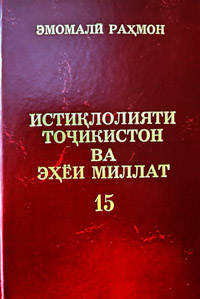 ЭМОМАЛӢ РАҲМОН
ИСТИҚЛОЛИЯТИ
ТОҶИКИСТОН
ВА
ЭҲЁИ МИЛЛАТ
15